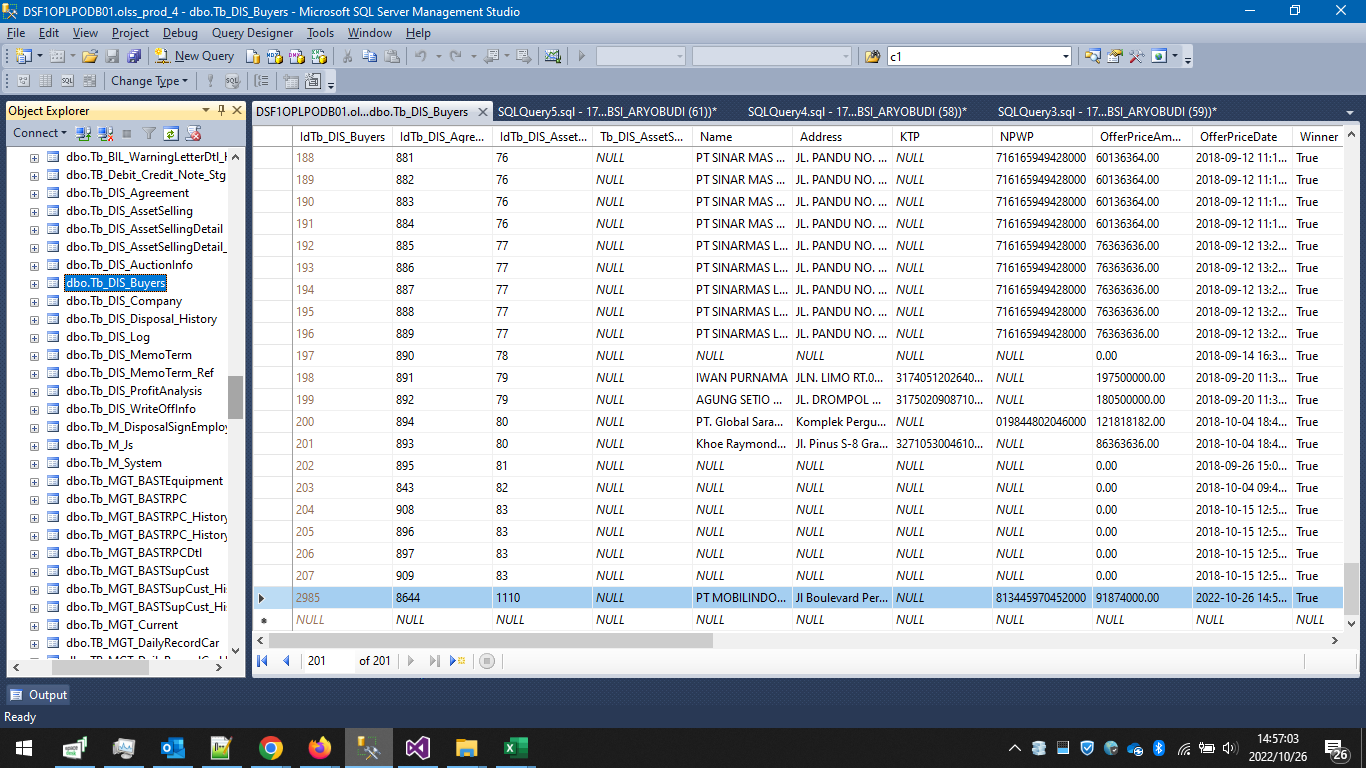 DSF1OPLPODB01.olss_prod_4 - dbo.Tb_DIS_Buyers - Microsoft SQL Server Management Studio
File Edit View Project Debug Query Designer Tools Window Help
New Query c1
Change Type
Object Explorer
Connect
dbo.Tb_BIL_WarningLetterDtl_H
dbo.TB_Debit_Credit_Note_Stg
dbo.Tb_DIS_Agreement
dbo.Tb_DIS_AssetSelling
dbo.Tb_DIS_AssetSellingDetail
dbo.Tb_DIS_AssetSellingDetail_
dbo.Tb_DIS_AuctionInfo
dbo.Tb_DIS_Buyers
dbo.Tb_DIS_Company
dbo.Tb_DIS_Disposal_History
dbo.Tb_DIS_Log
dbo.Tb_DIS_MemoTerm
dbo.Tb_DIS_MemoTerm_Ref
dbo.Tb_DIS_ProfitAnalysis
dbo.Tb_DIS_WriteOffInfo
dbo.Tb_M_DisposalSignEmploy
dbo.Tb_M_Js
dbo.Tb_M_System
dbo.Tb_MGT_BASTEquipment
dbo.Tb_MGT_BASTRPC
dbo.Tb_MGT_BASTRPC_History
dbo.Tb_MGT_BASTRPC_History
dbo.Tb_MGT_BASTRPCDtl
dbo.Tb_MGT_BASTSupCust
dbo.Tb_MGT_BASTSupCust_Hi
dbo.Tb_MGT_BASTSupCust_Hi
dbo.Tb_MGT_Current
dbo.Tb_MGT_DailyRecordCar
DSF1OPLPODB01.ol...dbo.Tb_DIS_Buyers SQLQuery5.sql - 17...BSI_ARYOBUDI (61))* SQLQuery4.sql - 17...BSI_ARYOBUDI (58))* SQLQuery3.sql - 17...BSI_ARYOBUDI (59))*
IdTb_DIS_Buyers IdTb_DIS_Agre... IdTb_DIS_Asset... Tb_DIS_AssetS... Name Address KTP NPWP OfferPriceAm... OfferPriceDate Winner
188 881 76 NULL PT SINAR MAS ... JL. PANDU NO. ... NULL 716165949428000 60136364.00 2018-09-12 11:1... True
189 882 76 NULL PT SINAR MAS ... JL. PANDU NO. ... NULL 716165949428000 60136364.00 2018-09-12 11:1... True
190 883 76 NULL PT SINAR MAS ... JL. PANDU NO. ... NULL 716165949428000 60136364.00 2018-09-12 11:1... True
191 884 76 NULL PT SINAR MAS ... JL. PANDU NO. ... NULL 716165949428000 60136364.00 2018-09-12 11:1... True
192 885 77 NULL PT SINARMAS L... JL. PANDU NO. ... NULL 716165949428000 76363636.00 2018-09-12 13:2... True
193 886 77 NULL PT SINARMAS L... JL. PANDU NO. ... NULL 716165949428000 76363636.00 2018-09-12 13:2... True
194 887 77 NULL PT SINARMAS L... JL. PANDU NO. ... NULL 716165949428000 76363636.00 2018-09-12 13:2... True
195 888 77 NULL PT SINARMAS L... JL. PANDU NO. ... NULL 716165949428000 76363636.00 2018-09-12 13:2... True
196 889 77 NULL PT SINARMAS L... JL. PANDU NO. ... NULL 716165949428000 76363636.00 2018-09-12 13:2... True
197 890 78 NULL NULL NULL NULL NULL 0.00 2018-09-14 16:3... True
198 891 79 NULL IWAN PURNAMA JLN. LIMO RT.0... 3174051202640... NULL 197500000.00 2018-09-20 11:3... True
199 892 79 NULL AGUNG SETIO ... JL. DROMPOL ... 3175020908710... NULL 180500000.00 2018-09-20 11:3... True
200 894 80 NULL PT. Global Sara... Komplek Pergu... NULL 019844802046000 121818182.00 2018-10-04 18:4... True
201 893 80 NULL Khoe Raymond... Jl. Pinus S-8 Gra... 3271053004610... NULL 86363636.00 2018-10-04 18:4... True
202 895 81 NULL NULL NULL NULL NULL 0.00 2018-09-26 15:0... True
203 843 82 NULL NULL NULL NULL NULL 0.00 2018-10-04 09:4... True
204 908 83 NULL NULL NULL NULL NULL 0.00 2018-10-15 12:5... True
205 896 83 NULL NULL NULL NULL NULL 0.00 2018-10-15 12:5... True
206 897 83 NULL NULL NULL NULL NULL 0.00 2018-10-15 12:5... True
207 909 83 NULL NULL NULL NULL NULL 0.00 2018-10-15 12:5... True
2985 8644 1110 NULL PT MOBILINDO... Jl Boulevard Per... NULL 813445970452000 91874000.00 2022-10-26 14:5... True
NULL NULL NULL NULL NULL NULL NULL NULL NULL NULL NULL
201 of 201
Output
Ready
14:57:03
2022/10/26
26